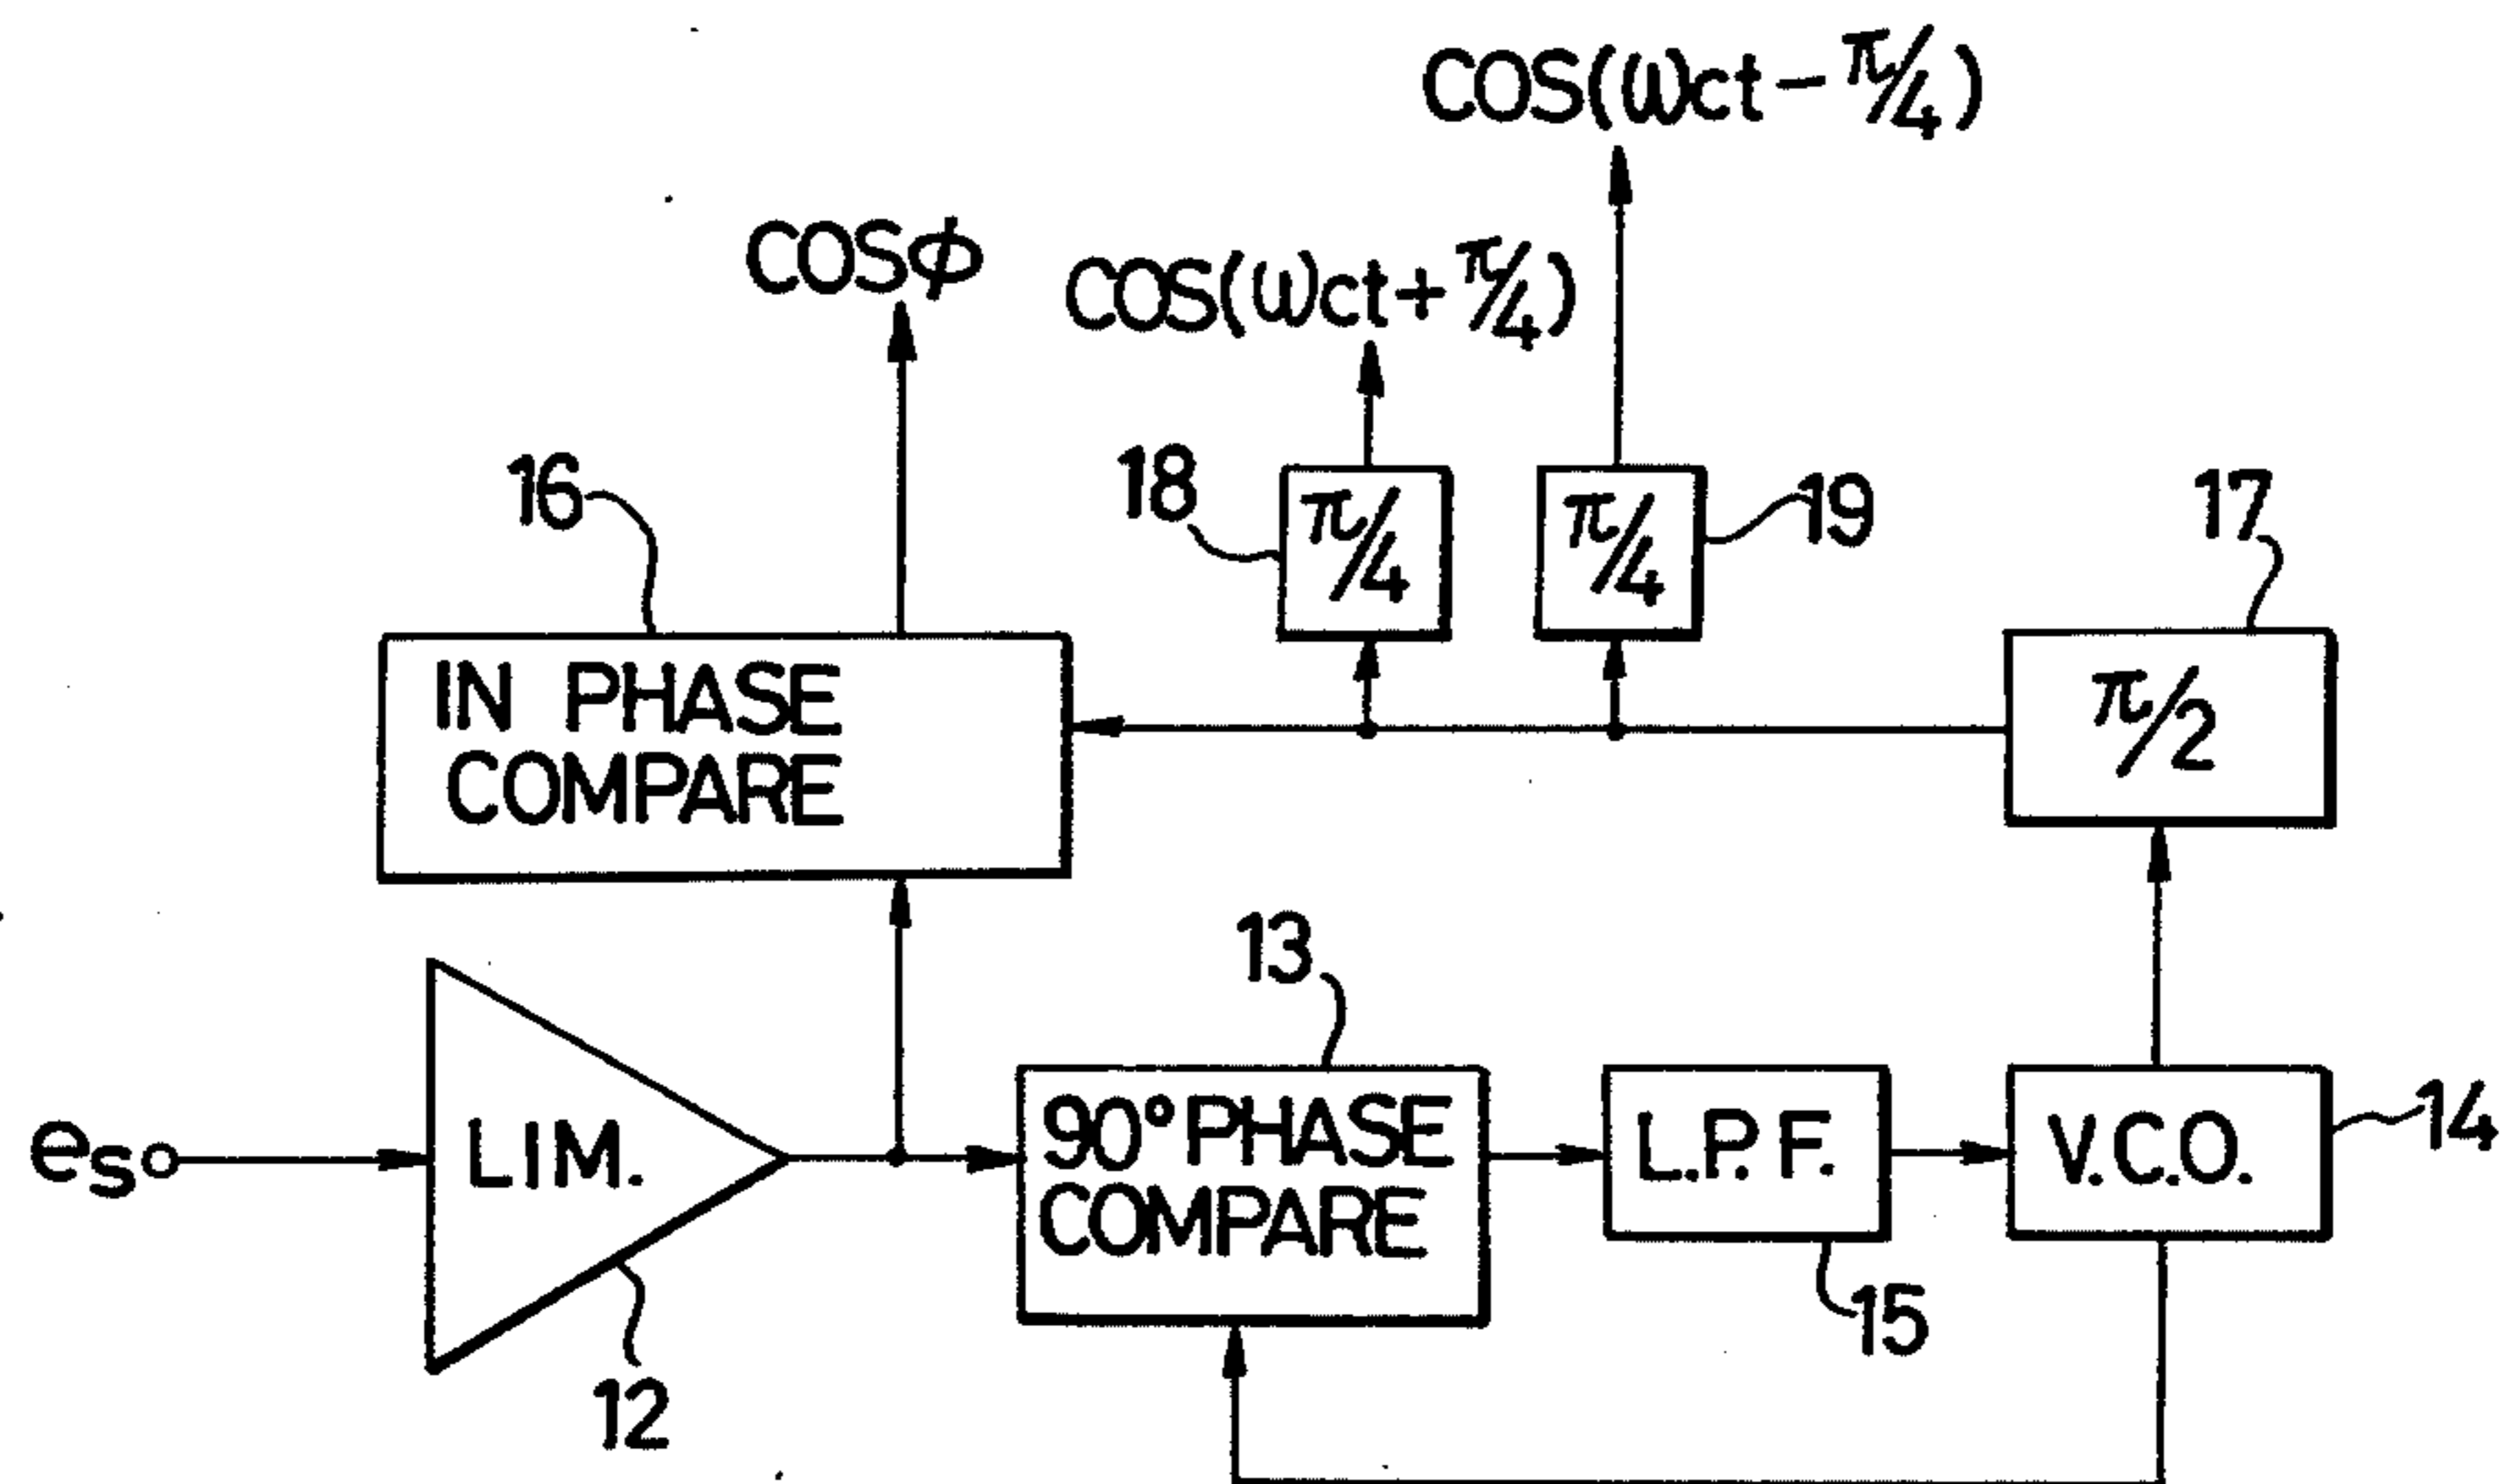 COS(ωct-π/4)
COSϕ
COS(ωct+π/4)
16
18
π/4
π/4
19
17
IN PHASE
COMPARE
π/2
13
es
LIM.
90° PHASE
COMPARE
L.P.F.
V.C.O.
14
15
12